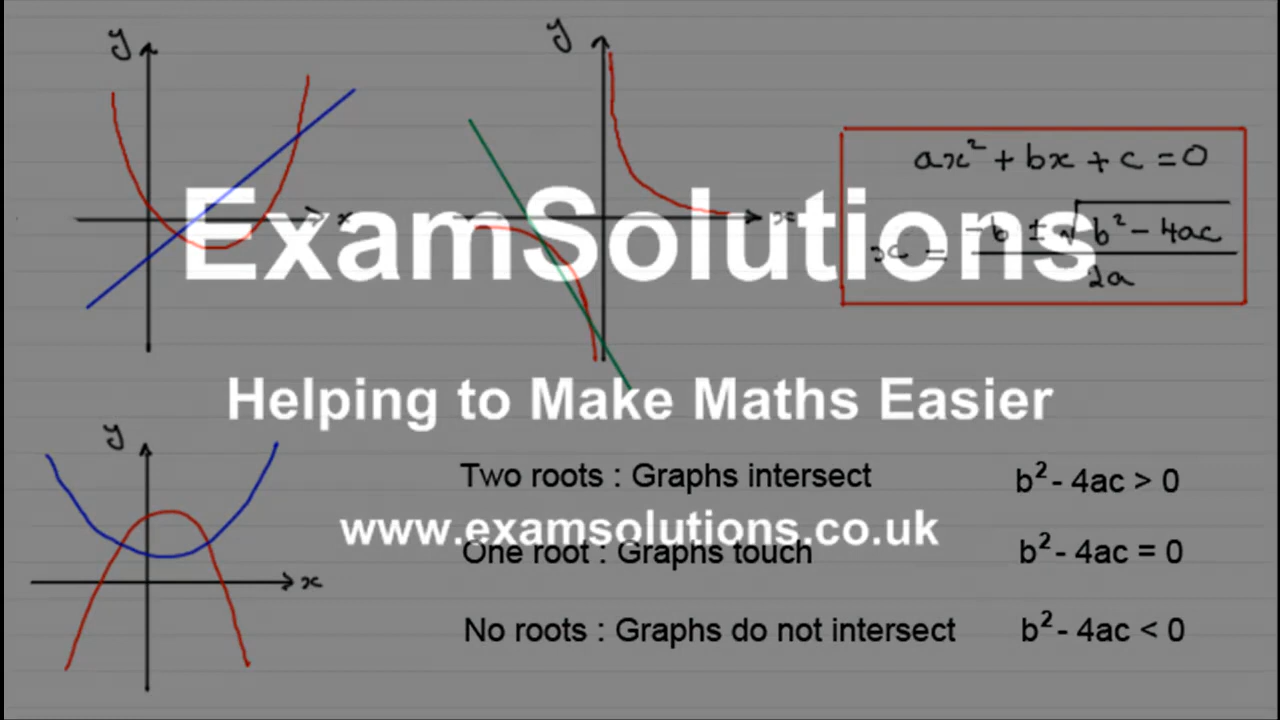 y
x
y
x
ax² + bx + c = 0
x = -b ± √b² - 4ac
2a
ExamSolutions
Helping to Make Maths Easier
y
x
Two roots : Graphs intersect b² - 4ac > 0
www.examsolutions.co.uk
One root : Graphs touch b² - 4ac = 0
No roots : Graphs do not intersect b² - 4ac < 0